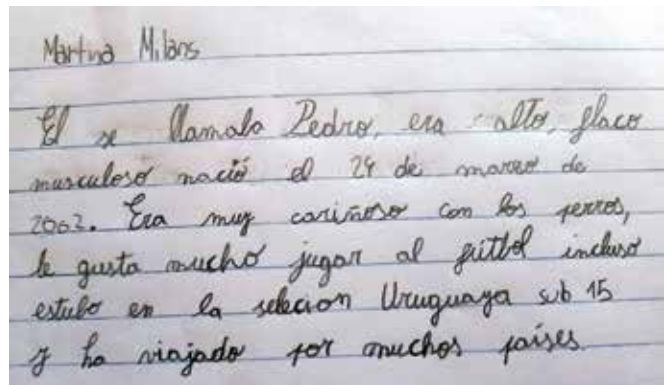 Martina Milans
El se llamaba Pedro, era alto, flaco
musculoso nació el 24 de marzo de
2002. Era muy cariñoso con los perros,
le gusta mucho jugar al fútbol incluso
estubo en la selecion Uruguaya sub 15
y ha viajado por muchos países.